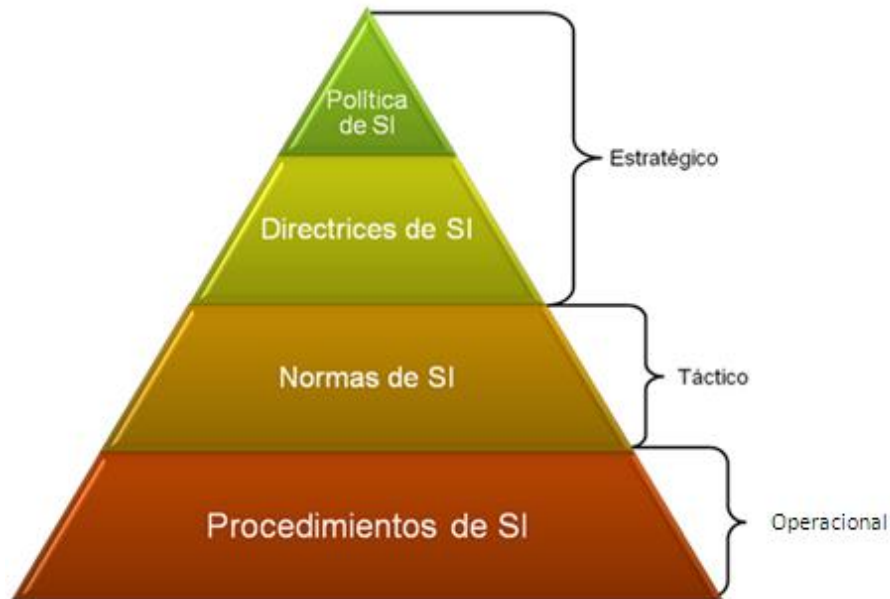 Política
de SI
Estratégico
Directrices de SI
Normas de SI
Táctico
Procedimientos de SI
Operacional